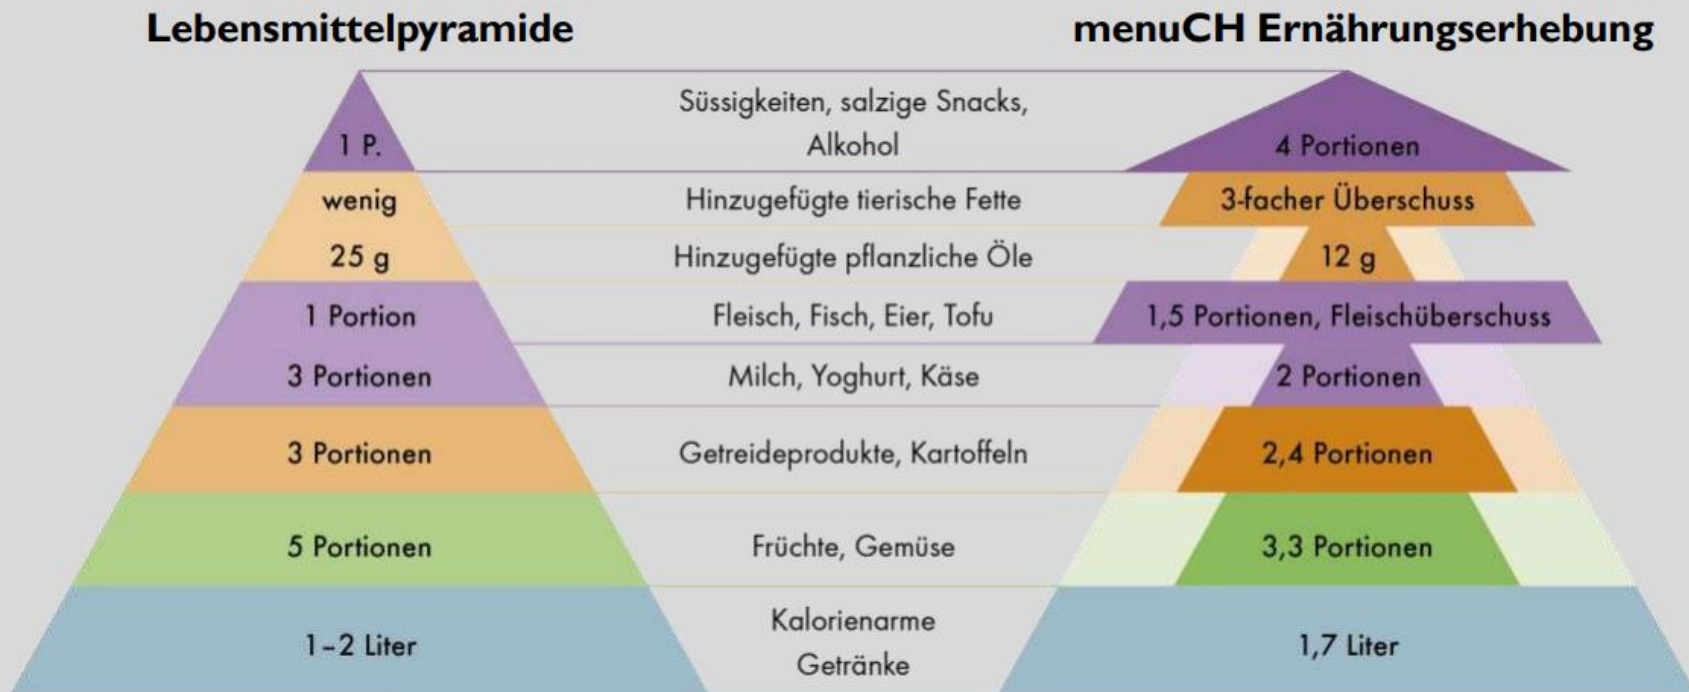 Lebensmittelpyramide
menuCH Ernährungserhebung
1 P.
Süssigkeiten, salzige Snacks,
Alkohol
4 Portionen
wenig
Hinzugefügte tierische Fette
3-facher Überschuss
25 g
Hinzugefügte pflanzliche Öle
12 g
1 Portion
Fleisch, Fisch, Eier, Tofu
1,5 Portionen, Fleischüberschuss
3 Portionen
Milch, Yoghurt, Käse
2 Portionen
3 Portionen
Getreideprodukte, Kartoffeln
2,4 Portionen
5 Portionen
Früchte, Gemüse
3,3 Portionen
1–2 Liter
Kalorienarme
Getränke
1,7 Liter